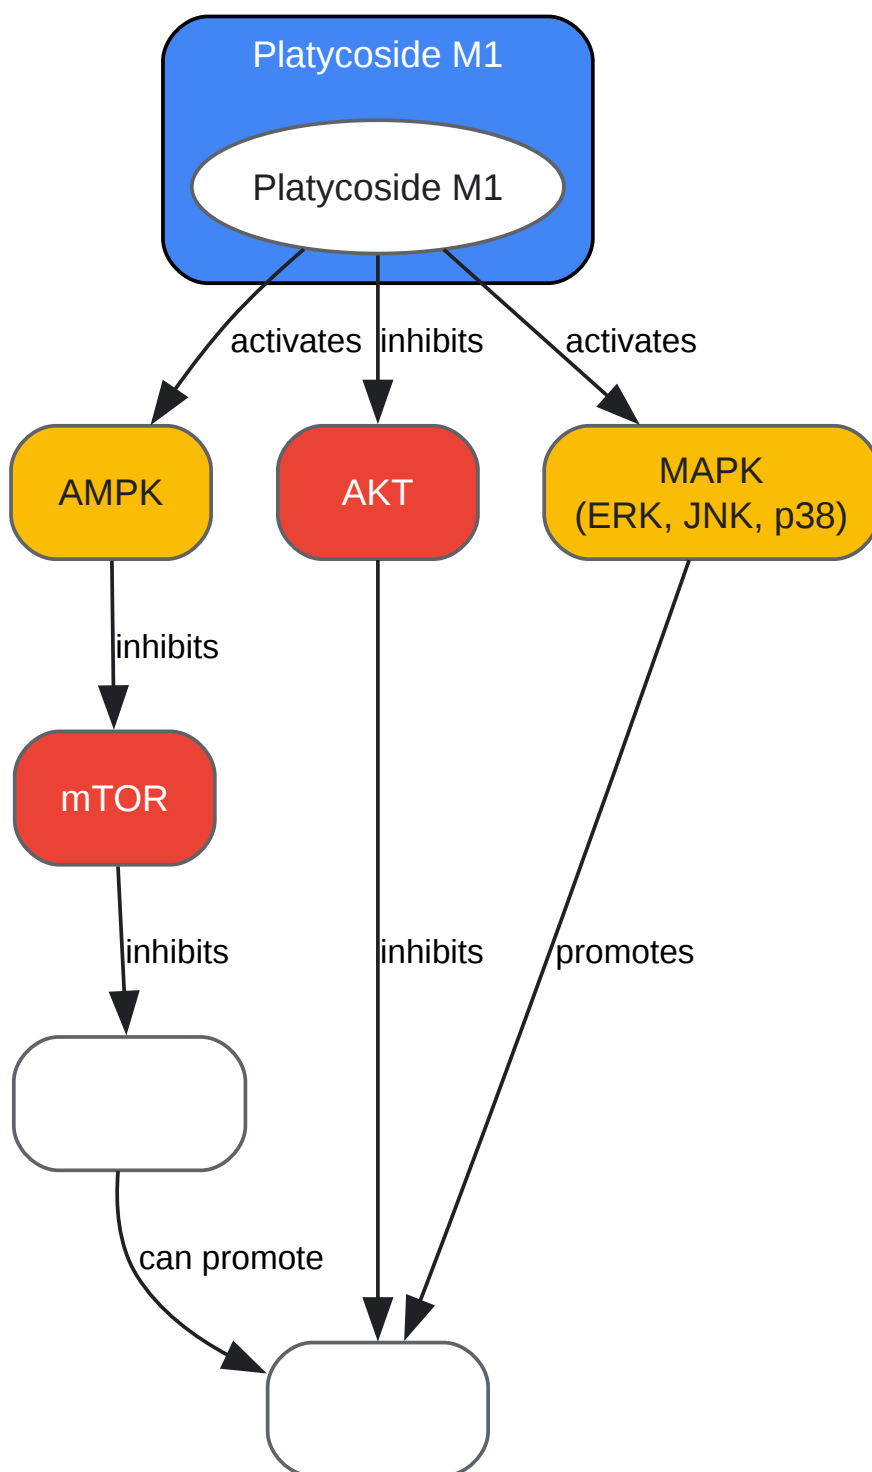 Platycoside M1
Platycoside M1
activates
inhibits
activates
AMPK
AKT
MAPK
(ERK, JNK, p38)
inhibits
mTOR
inhibits
inhibits
promotes
can promote